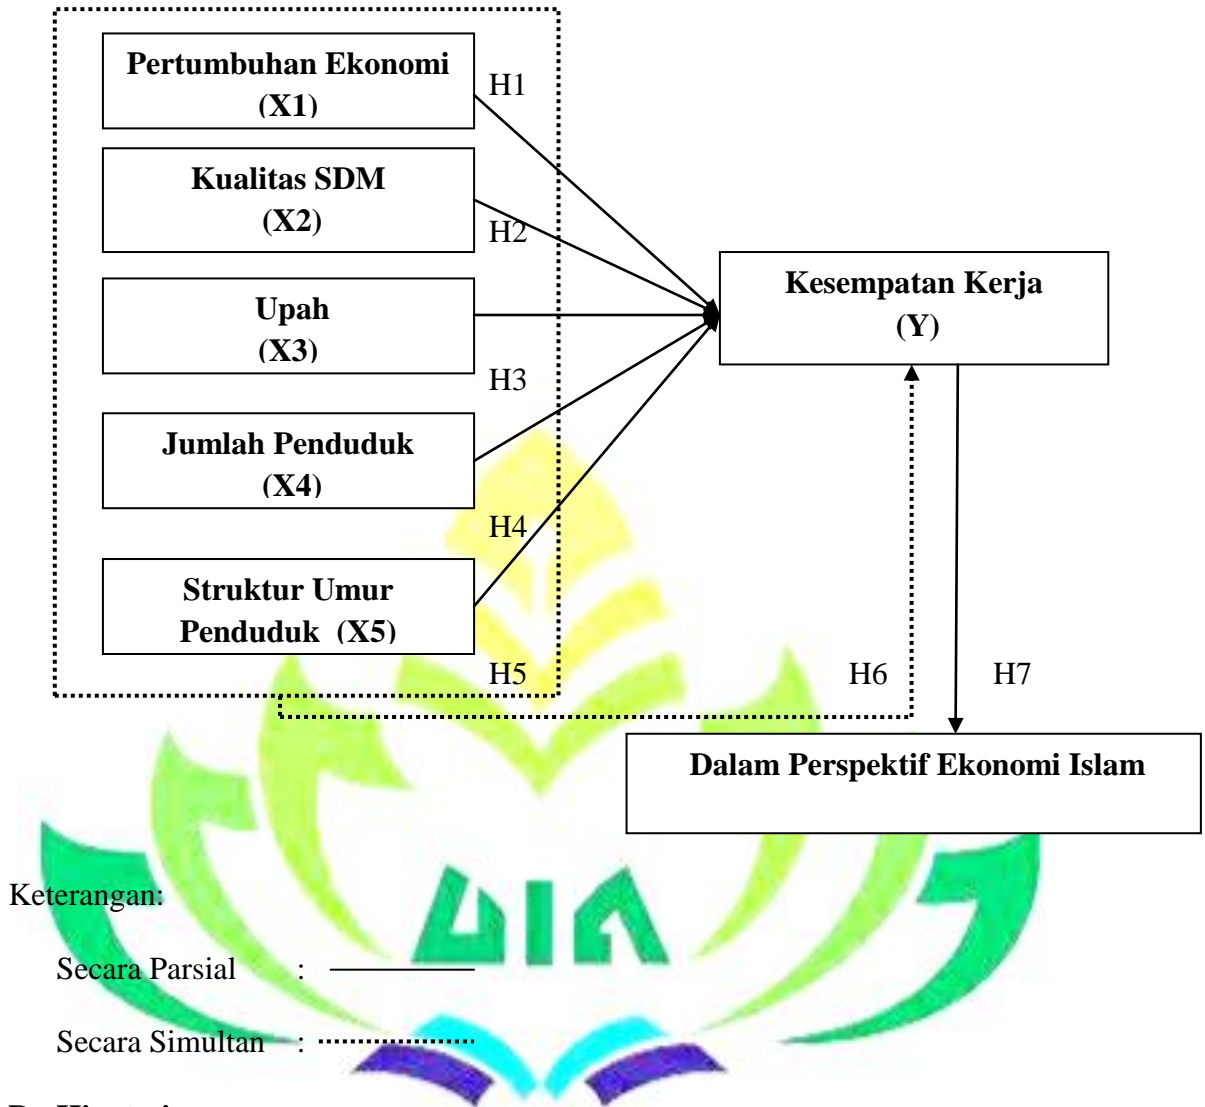 Pertumbuhan Ekonomi
(X1)
H1
Kualitas SDM
(X2)
H2
Upah
(X3)
H3
Kesempatan Kerja
(Y)
Jumlah Penduduk
(X4)
H4
Struktur Umur
Penduduk (X5)
H5
H6
H7
Dalam Perspektif Ekonomi Islam
Keterangan:
UIN
Secara Parsial :
Secara Simultan :